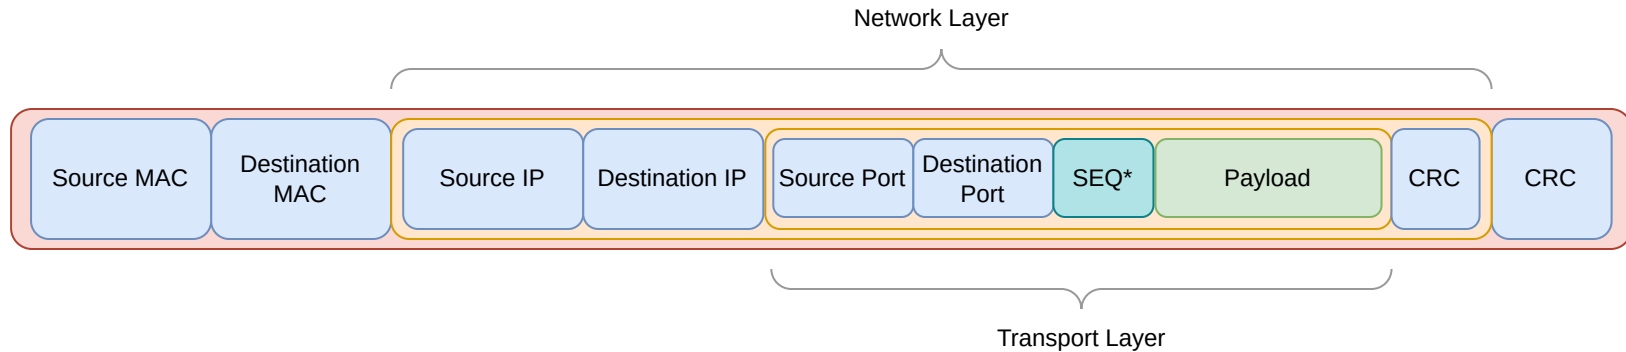 Network Layer
Source MAC
Destination
MAC
Source IP
Destination IP
Source Port
Destination
Port
SEQ*
Payload
CRC
CRC
Transport Layer